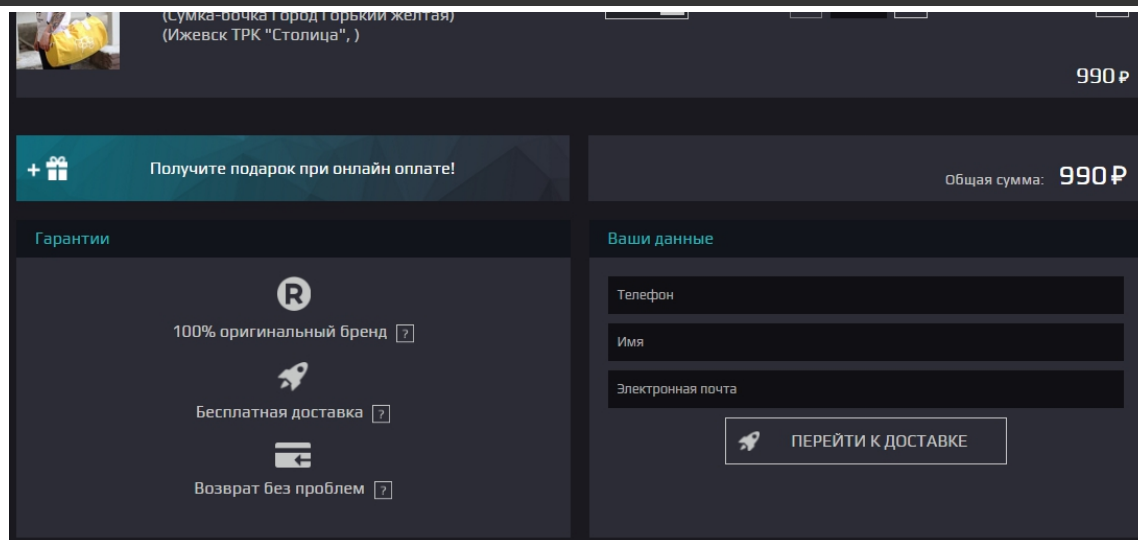 (Сумка-бочка Город Горький желтая)
(Ижевск ТРК "Столица", )
990 ₽
+ Получите подарок при онлайн оплате!
Общая сумма: 990 ₽
Гарантии
100% оригинальный бренд ?
Бесплатная доставка ?
Возврат без проблем ?
Ваши данные
Телефон
Имя
Электронная почта
ПЕРЕЙТИ К ДОСТАВКЕ